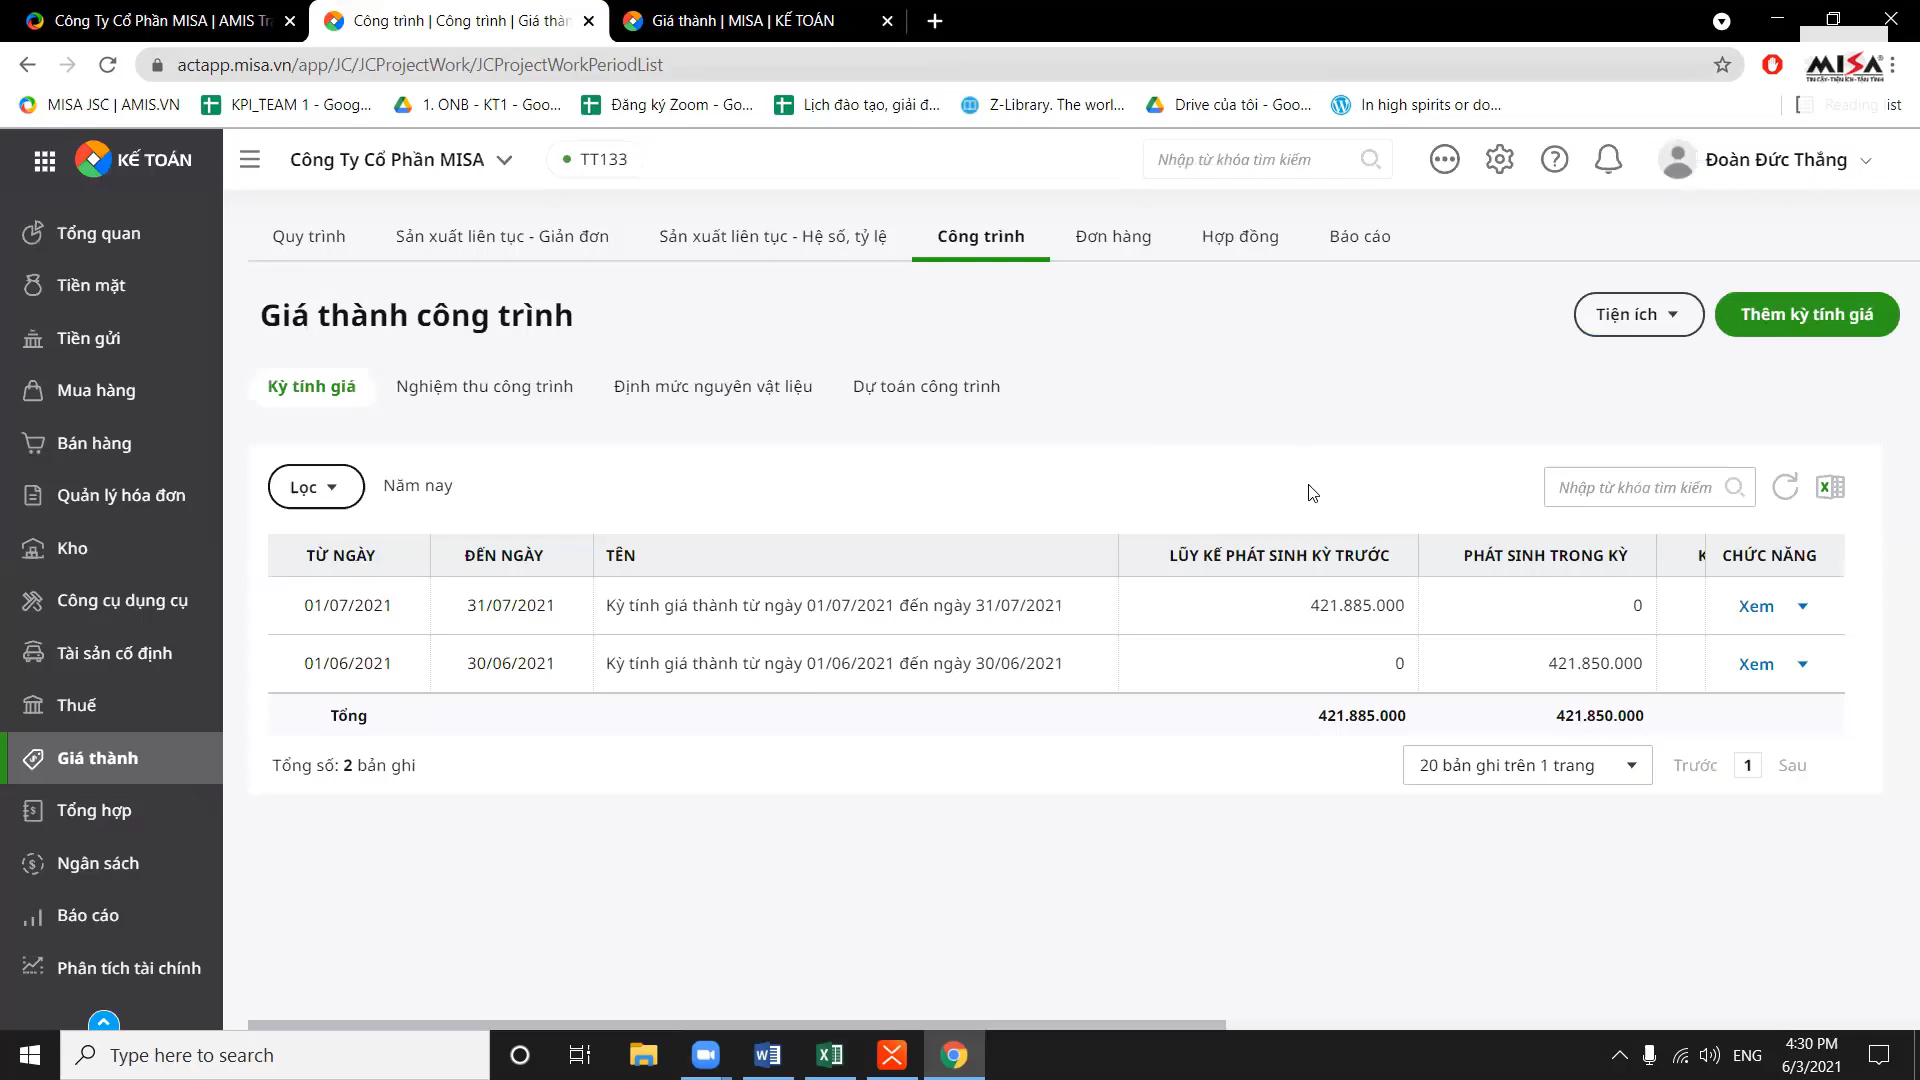 Công Ty Cổ Phần MISA | AMIS Tr
Công trình | Công trình | Giá thàn
Giá thành | MISA | KẾ TOÁN
actapp.misa.vn/app/JC/JCProjectWork/JCProjectWorkPeriodList
MISA
TIN CẬY-TIỆN ÍCH-TẬN TÌNH
MISA JSC | AMIS.VN
KPI_TEAM 1 - Goog...
1. ONB - KT1 - Goo...
Đăng ký Zoom - Go...
Lịch đào tạo, giải đ...
Z-Library. The worl...
Drive của tôi - Goo...
In high spirits or do...
Reading list
KẾ TOÁN
Công Ty Cổ Phần MISA
TT133
Nhập từ khóa tìm kiếm
Đoàn Đức Thắng
Tổng quan
Tiền mặt
Tiền gửi
Mua hàng
Bán hàng
Quản lý hóa đơn
Kho
Công cụ dụng cụ
Tài sản cố định
Thuế
Giá thành
Tổng hợp
Ngân sách
Báo cáo
Phân tích tài chính
Quy trình
Sản xuất liên tục - Giản đơn
Sản xuất liên tục - Hệ số, tỷ lệ
Công trình
Đơn hàng
Hợp đồng
Báo cáo
Giá thành công trình
Tiện ích
Thêm kỳ tính giá
Kỳ tính giá
Nghiệm thu công trình
Định mức nguyên vật liệu
Dự toán công trình
Lọc
Năm nay
Nhập từ khóa tìm kiếm
TỪ NGÀY ĐẾN NGÀY TÊN LŨY KẾ PHÁT SINH KỲ TRƯỚC PHÁT SINH TRONG KỲ K CHỨC NĂNG
01/07/2021 31/07/2021 Kỳ tính giá thành từ ngày 01/07/2021 đến ngày 31/07/2021 421.885.000 0 Xem
01/06/2021 30/06/2021 Kỳ tính giá thành từ ngày 01/06/2021 đến ngày 30/06/2021 0 421.850.000 Xem
Tổng 421.885.000 421.850.000
Tổng số: 2 bản ghi
20 bản ghi trên 1 trang
Trước 1 Sau
Type here to search
ENG
4:30 PM
6/3/2021